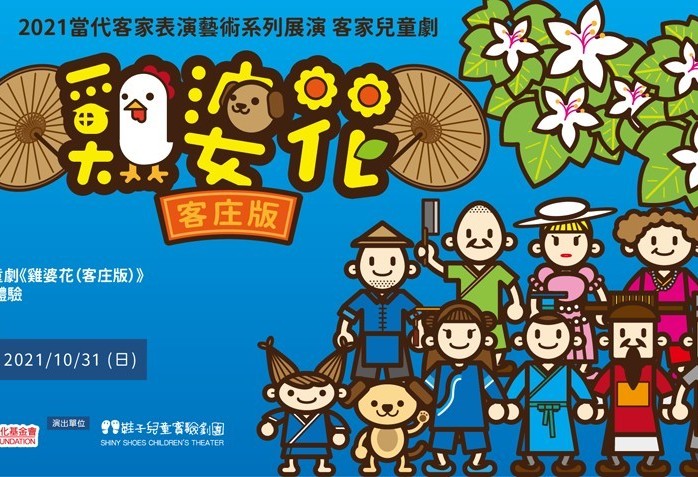 2021當代客家表演藝術系列展演 客家兒童劇
雞婆花
客庄版
童劇《雞婆花(客庄版)》
體驗
2021/10/31 (日)
化基金會
UNDATION
演出單位
鞋子兒童實驗劇團
SHINY SHOES CHILDREN'S THEATER